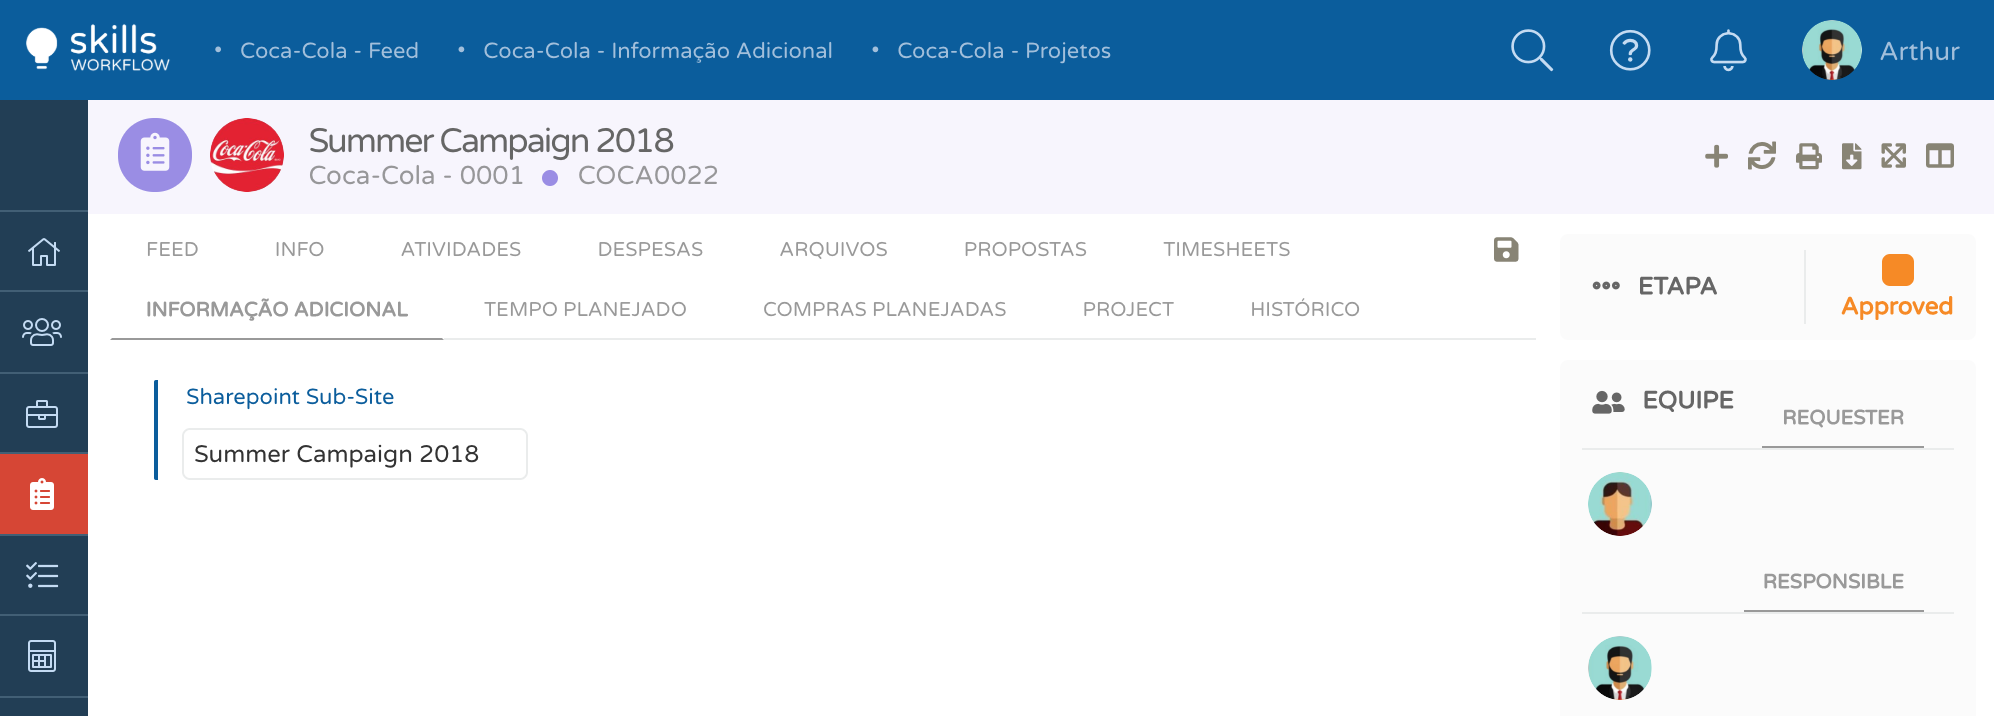 skills
WORKFLOW
• Coca-Cola - Feed • Coca-Cola - Informação Adicional • Coca-Cola - Projetos
Arthur
Coca-Cola
Summer Campaign 2018
Coca-Cola - 0001 COCA0022
FEED INFO ATIVIDADES DESPESAS ARQUIVOS PROPOSTAS TIMESHEETS
INFORMAÇÃO ADICIONAL TEMPO PLANEJADO COMPRAS PLANEJADAS PROJECT HISTÓRICO
Sharepoint Sub-Site
Summer Campaign 2018
ETAPA
Approved
EQUIPE
REQUESTER
RESPONSIBLE